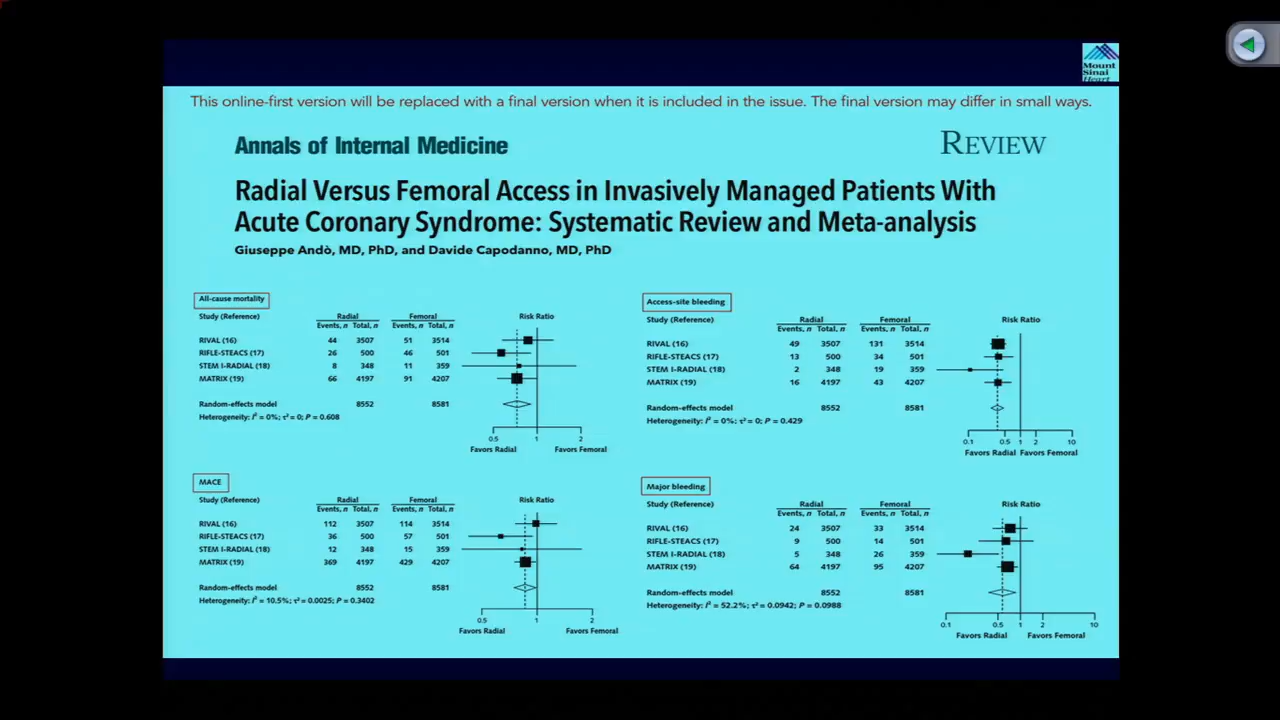 Mount
Sinai
Heart
This online-first version will be replaced with a final version when it is included in the issue. The final version may differ in small ways.
Annals of Internal Medicine
REVIEW
Radial Versus Femoral Access in Invasively Managed Patients With
Acute Coronary Syndrome: Systematic Review and Meta-analysis
Giuseppe Andò, MD, PhD, and Davide Capodanno, MD, PhD
All-cause mortality
Study (Reference) Radial Femoral Risk Ratio
Events, n Total, n Events, n Total, n
RIVAL (16) 44 3507 51 3514
RIFLE-STEACS (17) 26 500 46 501
STEM I-RADIAL (18) 8 348 11 359
MATRIX (19) 66 4197 91 4207
Random-effects model 8552 8581
Heterogeneity: I² = 0%; τ² = 0; P = 0.608
0.5 1 2
Favors Radial Favors Femoral
Access-site bleeding
Study (Reference) Radial Femoral Risk Ratio
Events, n Total, n Events, n Total, n
RIVAL (16) 49 3507 131 3514
RIFLE-STEACS (17) 13 500 34 501
STEM I-RADIAL (18) 2 348 19 359
MATRIX (19) 16 4197 43 4207
Random-effects model 8552 8581
Heterogeneity: I² = 0%; τ² = 0; P = 0.429
0.1 0.5 1 2 10
Favors Radial Favors Femoral
MACE
Study (Reference) Radial Femoral Risk Ratio
Events, n Total, n Events, n Total, n
RIVAL (16) 112 3507 114 3514
RIFLE-STEACS (17) 36 500 57 501
STEM I-RADIAL (18) 12 348 15 359
MATRIX (19) 369 4197 429 4207
Random-effects model 8552 8581
Heterogeneity: I² = 10.5%; τ² = 0.0025; P = 0.3402
0.5 1 2
Favors Radial Favors Femoral
Major bleeding
Study (Reference) Radial Femoral Risk Ratio
Events, n Total, n Events, n Total, n
RIVAL (16) 24 3507 33 3514
RIFLE-STEACS (17) 9 500 14 501
STEM I-RADIAL (18) 5 348 26 359
MATRIX (19) 64 4197 95 4207
Random-effects model 8552 8581
Heterogeneity: I² = 52.2%; τ² = 0.0942; P = 0.0988
0.1 0.5 1 2 10
Favors Radial Favors Femoral